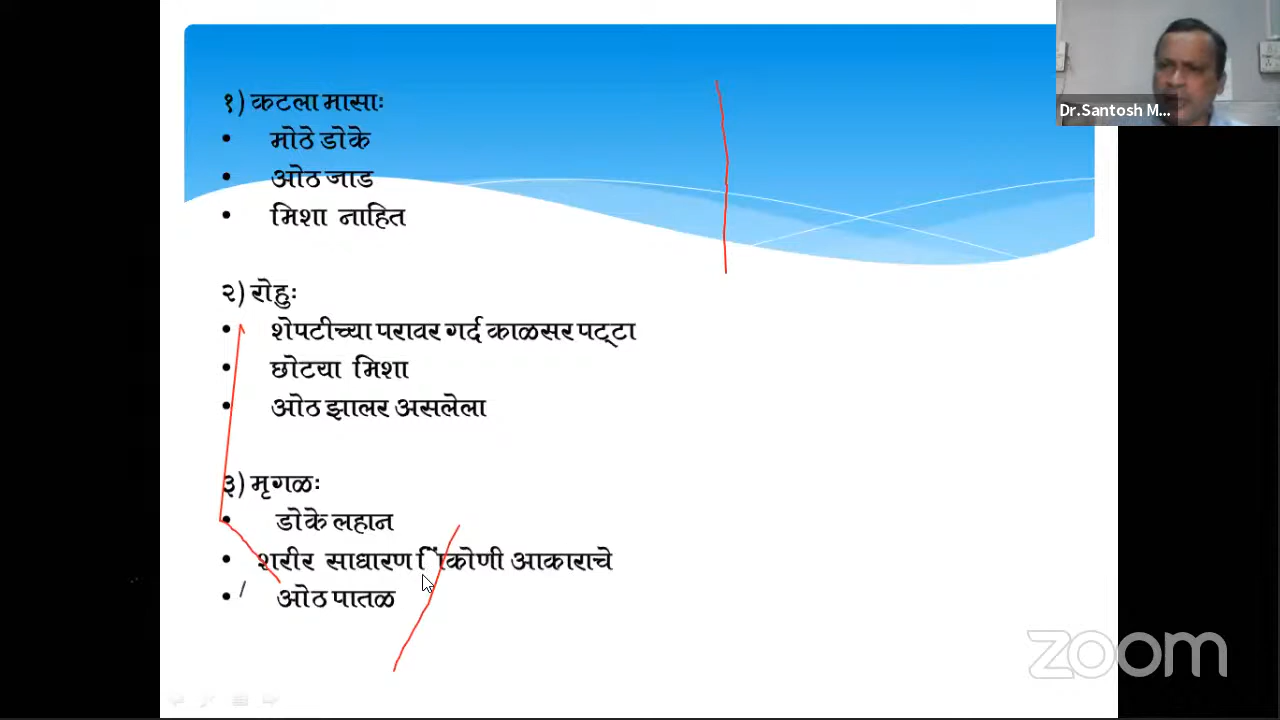 १) कटला मासाः
• मोठे डोके
• ओठ जाड
• मिशा नाहित
२) रोहुः
• शेपटीच्या परावर गर्द काळसर पट्टा
• छोटया मिशा
• ओठ झालर असलेला
३) मृगळः
• डोके लहान
• शरीर साधारण आकाराचे
• ओठ पातळ
Dr.Santosh M...
zoom